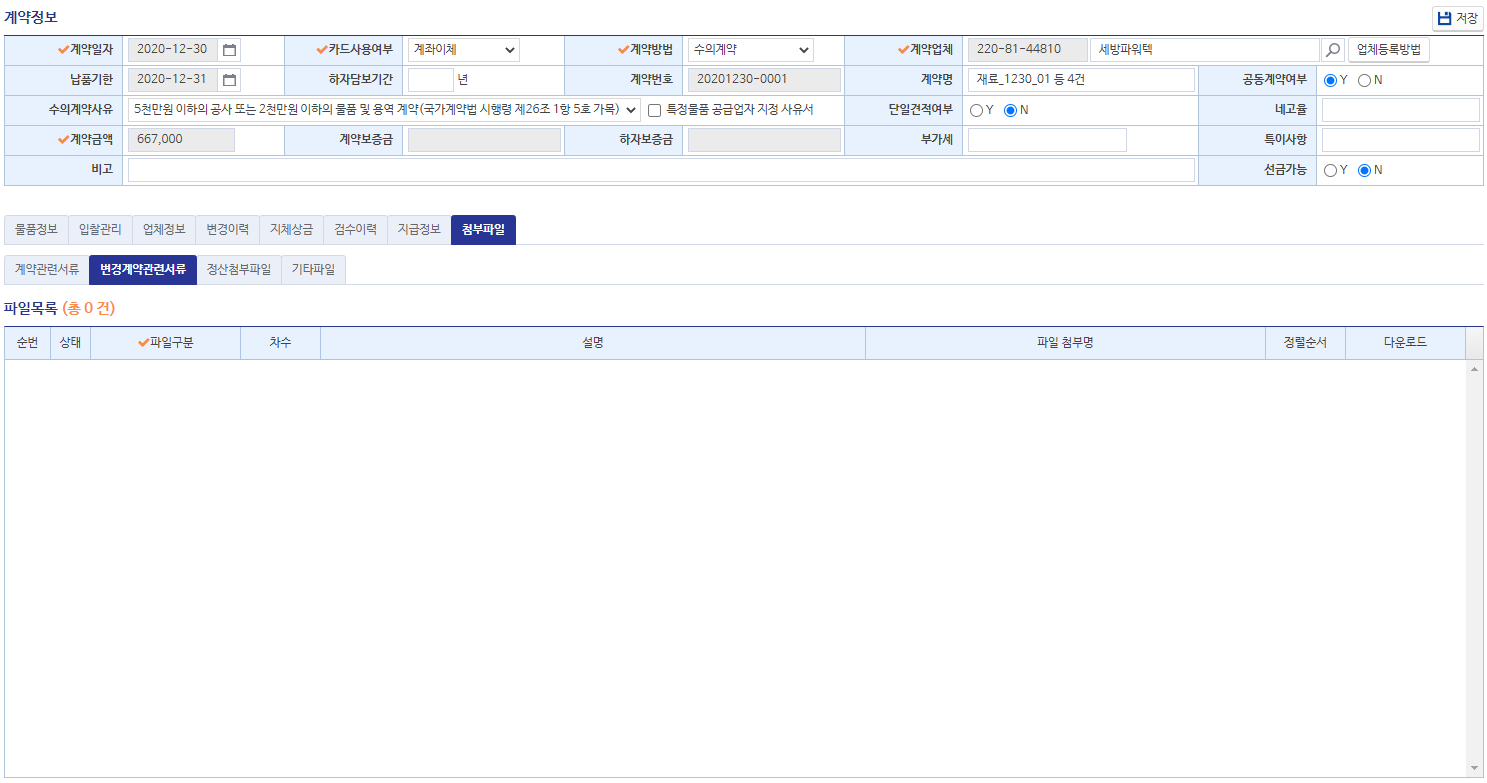 계약정보
저장
계약일자 2020-12-30 카드사용여부 계좌이체 계약방법 수의계약 계약업체 220-81-44810 세방파워텍 업체등록방법
납품기한 2020-12-31 하자담보기간 년 계약번호 20201230-0001 계약명 재료_1230_01 등 4건 공동계약여부 Y N
수의계약사유 5천만원 이하의 공사 또는 2천만원 이하의 물품 및 용역 계약(국가계약법 시행령 제26조 1항 5호 가목) 특정물품 공급업자 지정 사유서 단일견적여부 Y N 네고율
계약금액 667,000 계약보증금 하자보증금 부가세 특이사항
비고 선금가능 Y N
물품정보 입찰관리 업체정보 변경이력 지체상금 검수이력 지급정보 첨부파일
계약관련서류 변경계약관련서류 정산첨부파일 기타파일
파일목록 (총 0 건)
순번 상태 파일구분 차수 설명 파일 첨부명 정렬순서 다운로드